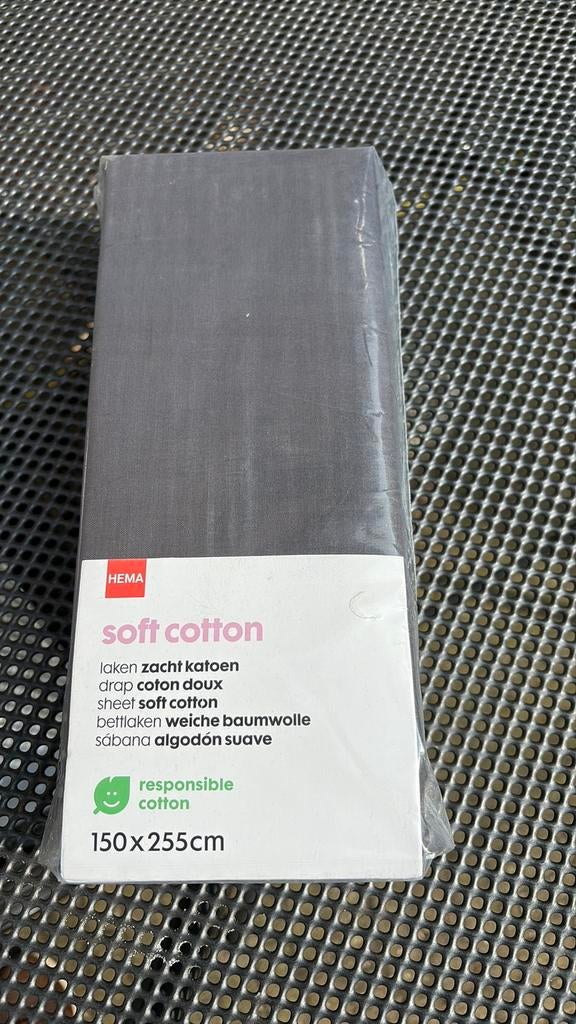 HEMA
soft cotton
laken zacht katoen
drap coton doux
sheet soft cotton
bettlaken weiche baumwolle
sábana algodón suave
responsible
cotton
150x255cm